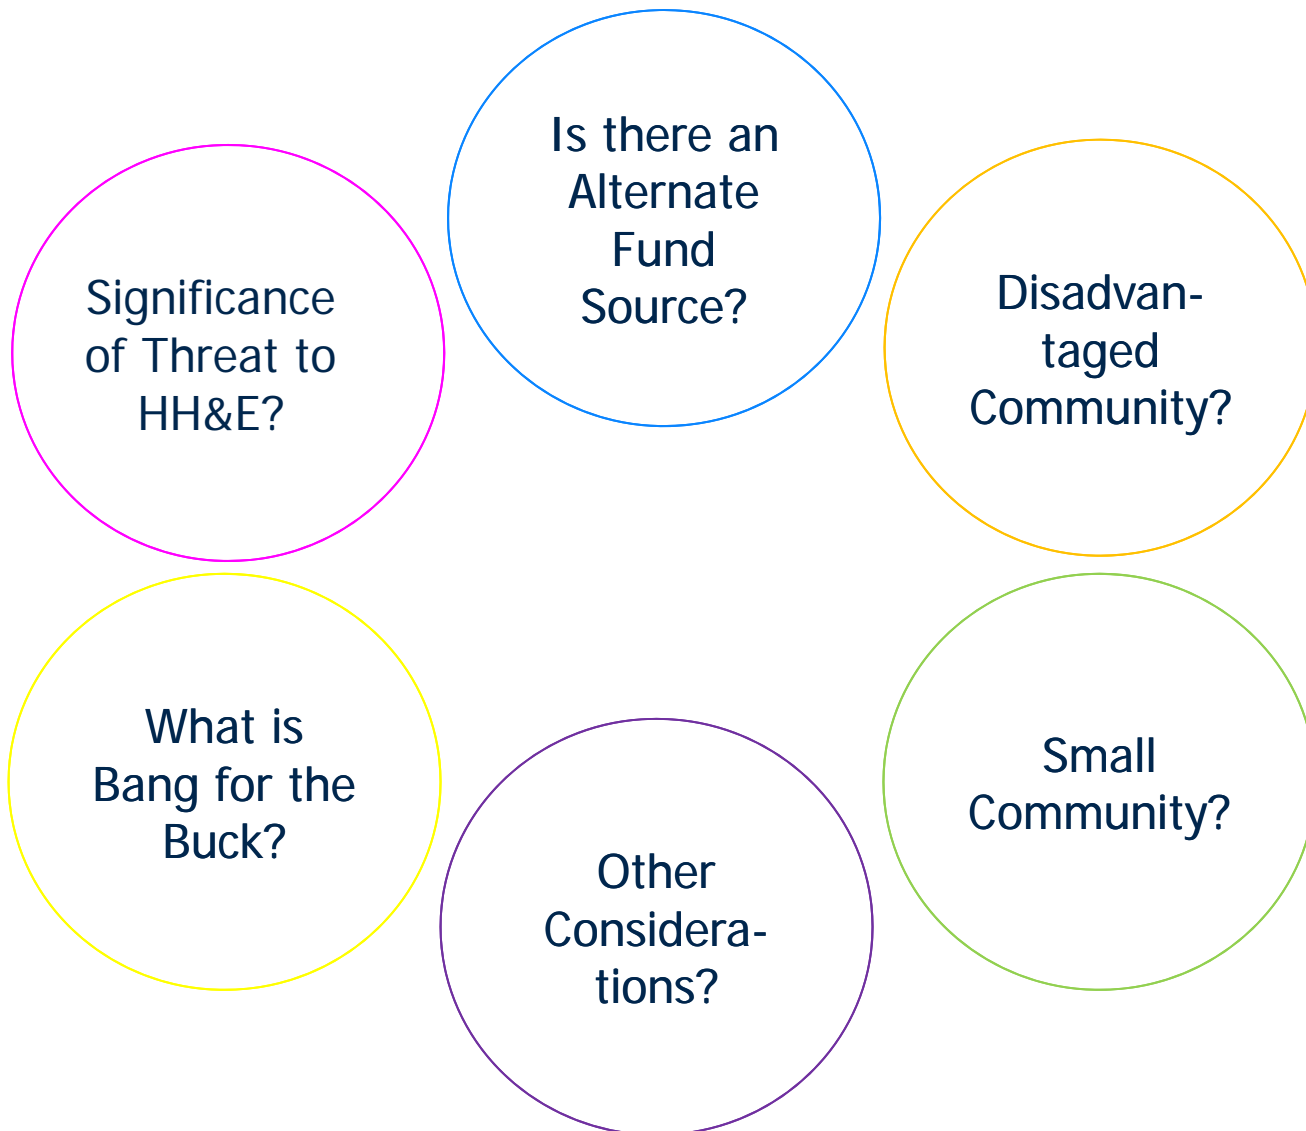 Is there an
Alternate
Fund
Source?
Significance
of Threat to
HH&E?
Disadvan-
taged
Community?
What is
Bang for the
Buck?
Small
Community?
Other
Considera-
tions?